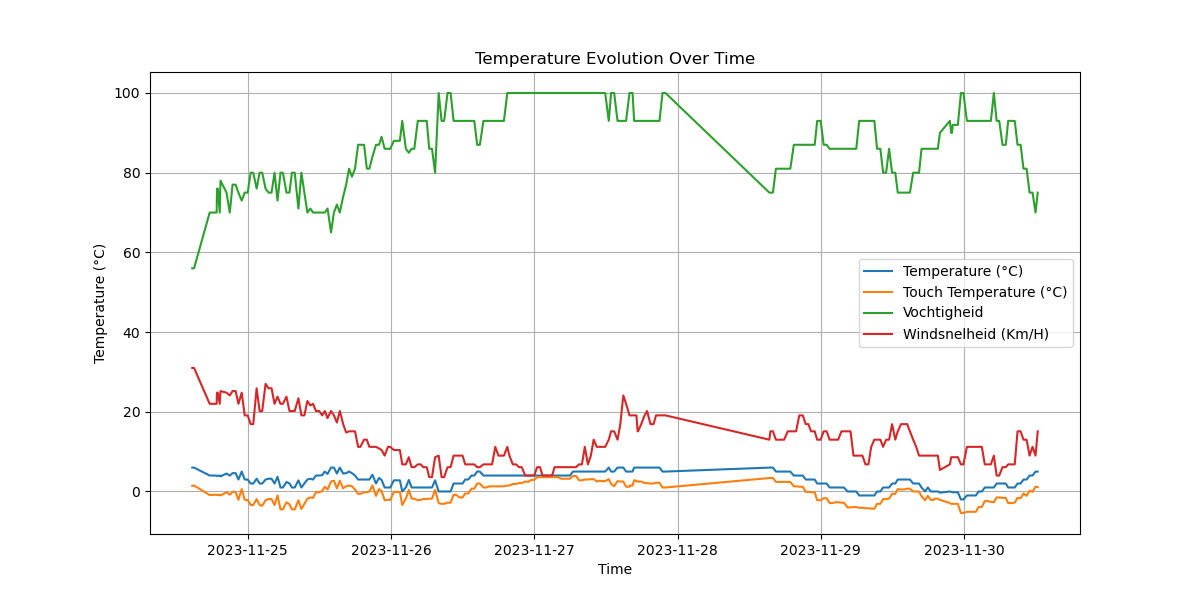 Temperature Evolution Over Time
Temperature (°C)
100
80
60
40
20
0
Temperature (°C)
Touch Temperature (°C)
Vochtigheid
Windsnelheid (Km/H)
2023-11-25
2023-11-26
2023-11-27
2023-11-28
2023-11-29
2023-11-30
Time